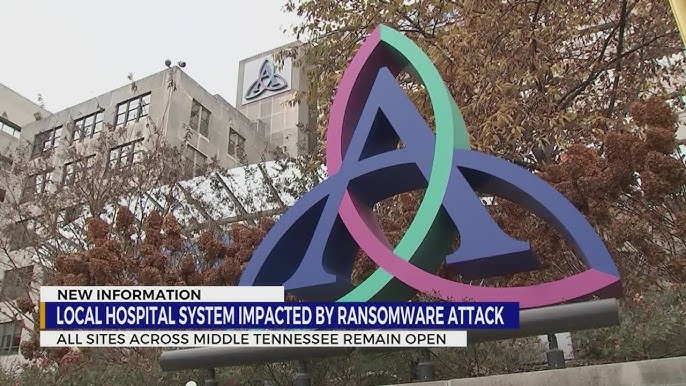 A
NEW INFORMATION
LOCAL HOSPITAL SYSTEM IMPACTED BY RANSOMWARE ATTACK
ALL SITES ACROSS MIDDLE TENNESSEE REMAIN OPEN